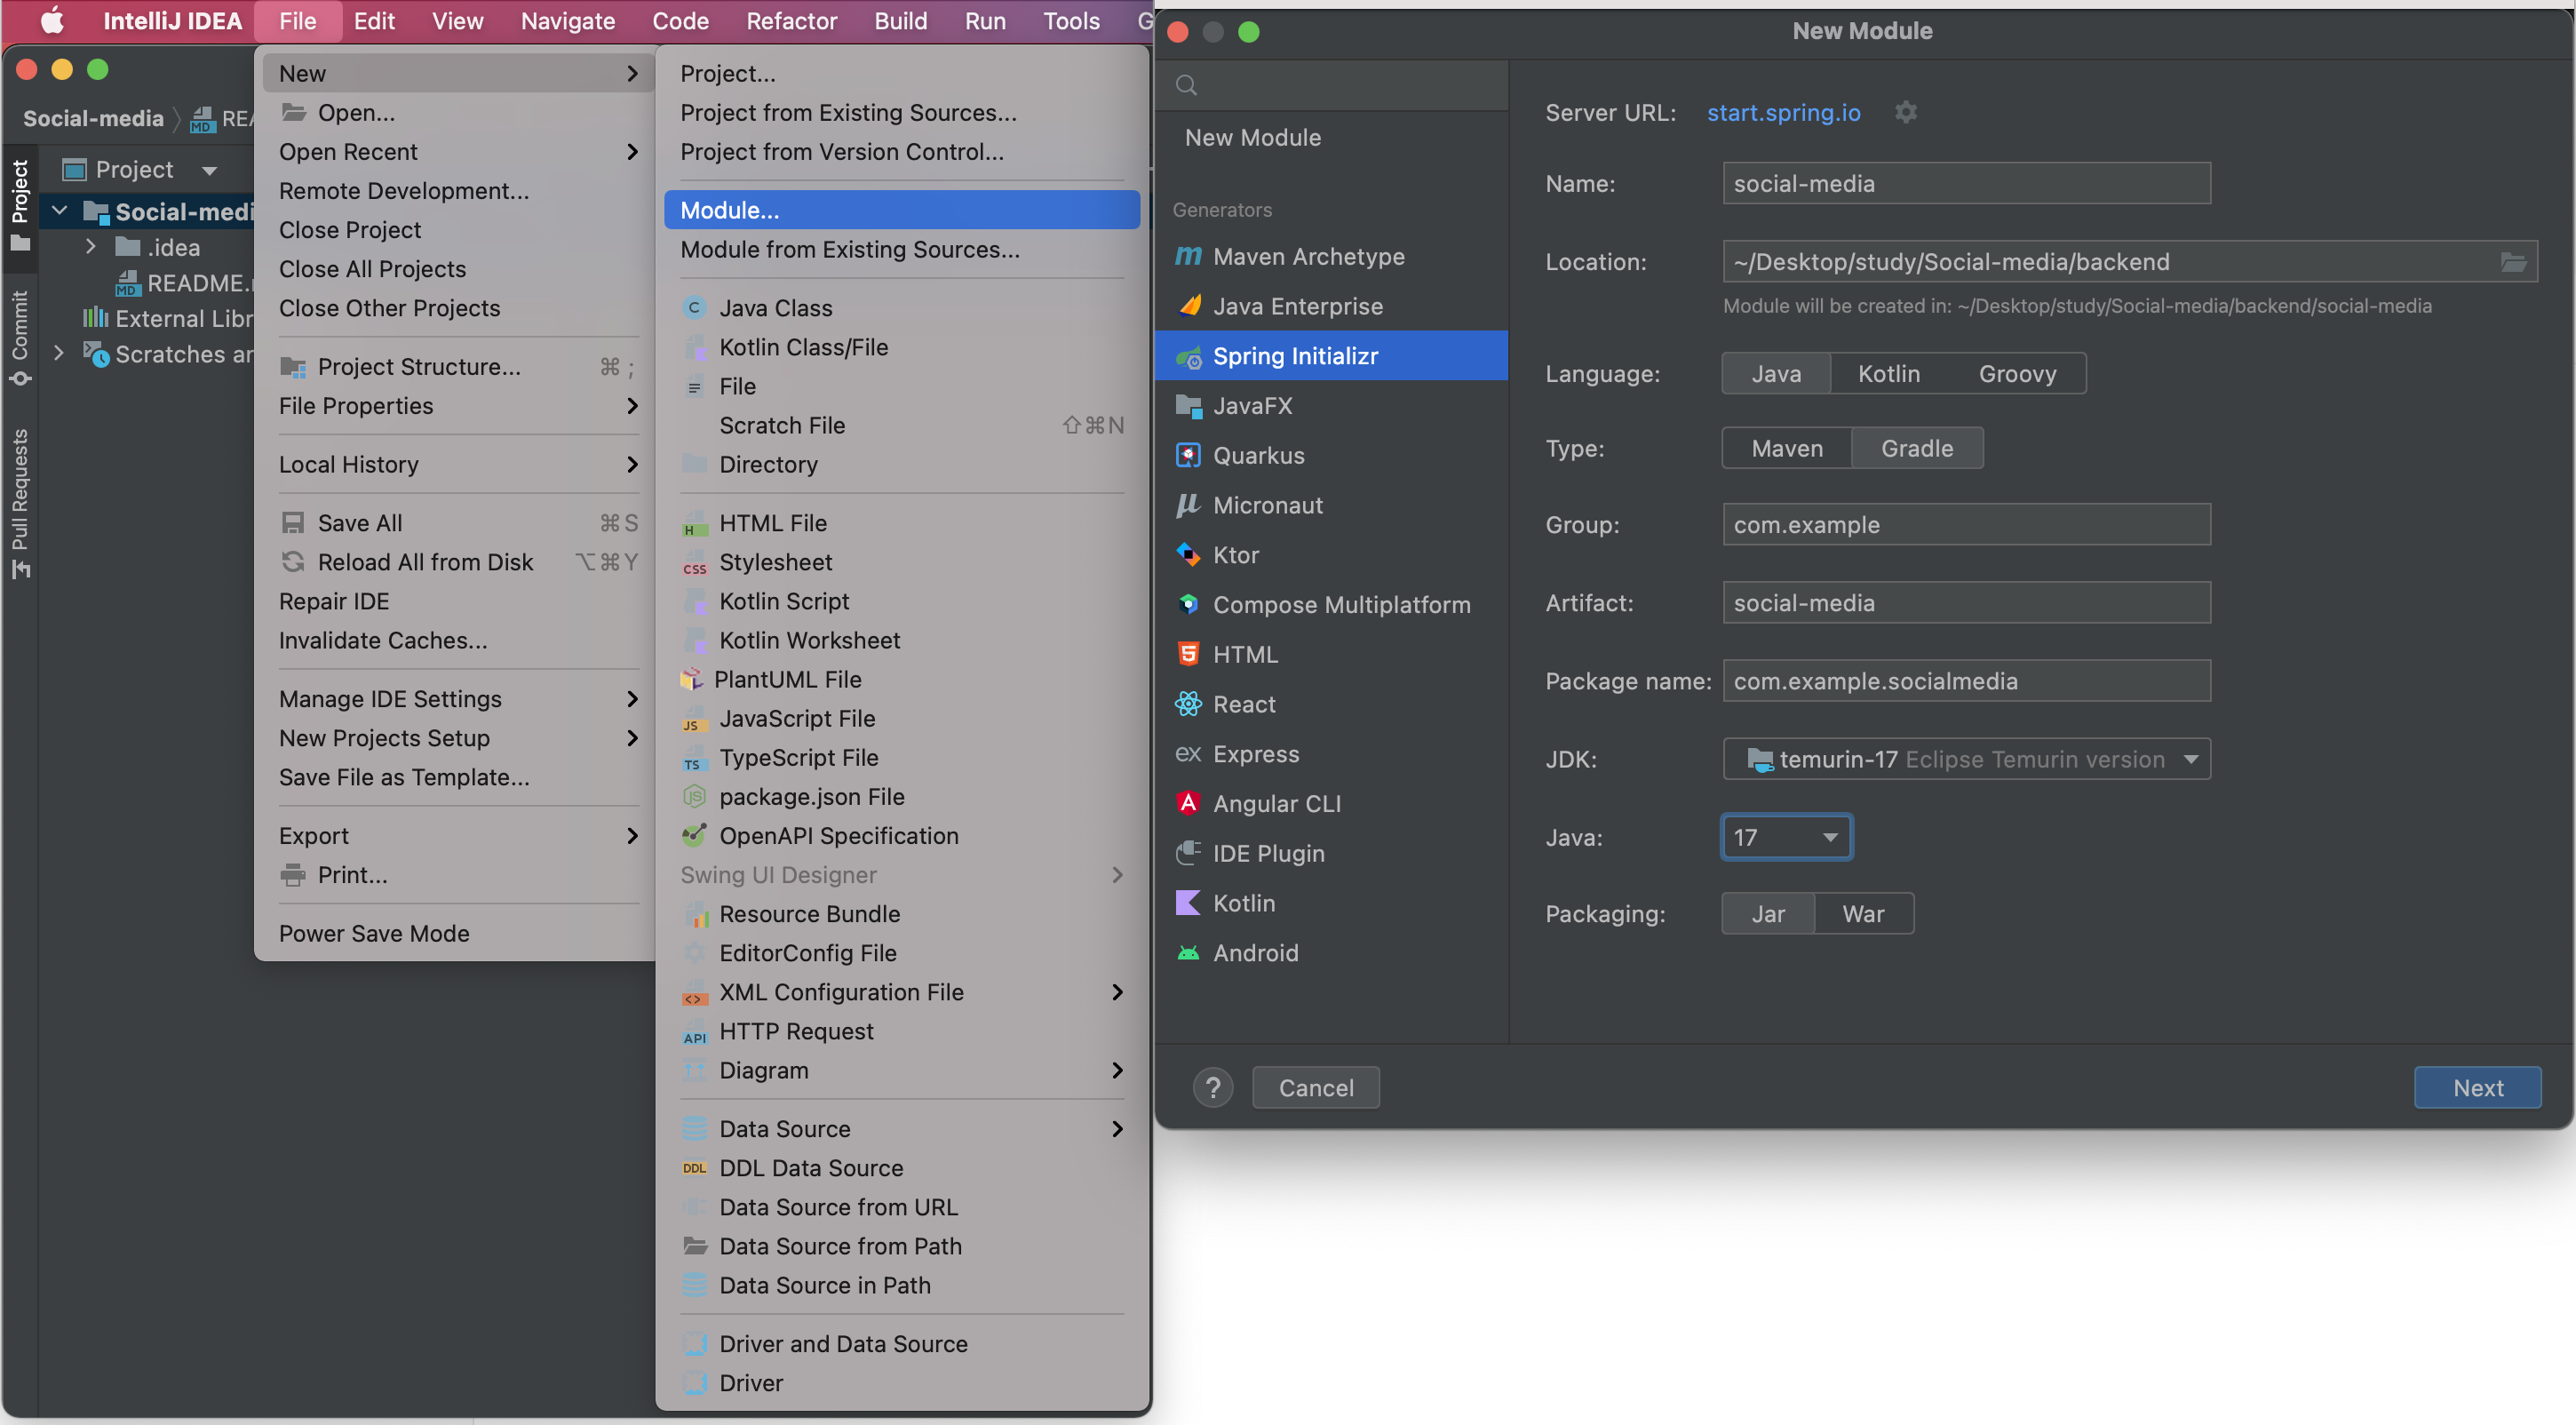 IntelliJ IDEA File Edit View Navigate Code Refactor Build Run Tools
Social-media
MD
Project
Project
Social-medi
.idea
MD README.
External Libr
Scratches ar
Commit
Pull Requests
New
Open...
Open Recent
Remote Development...
Close Project
Close All Projects
Close Other Projects
Project Structure... ⌘ ;
File Properties
Local History
Save All ⌘ S
Reload All from Disk ⌥⌘Y
Repair IDE
Invalidate Caches...
Manage IDE Settings
New Projects Setup
Save File as Template...
Export
Print...
Power Save Mode
Project...
Project from Existing Sources...
Project from Version Control...
Module...
Module from Existing Sources...
C Java Class
Kotlin Class/File
File
Scratch File ⇧⌘N
Directory
H HTML File
CSS Stylesheet
Kotlin Script
Kotlin Worksheet
PlantUML File
JS JavaScript File
TS TypeScript File
JS package.json File
OpenAPI Specification
Swing UI Designer
Resource Bundle
EditorConfig File
<> XML Configuration File
API HTTP Request
Diagram
Data Source
DDL DDL Data Source
Data Source from URL
Data Source from Path
Data Source in Path
Driver and Data Source
Driver
New Module
New Module
Generators
m Maven Archetype
Java Enterprise
Spring Initializr
JavaFX
Quarkus
μ Micronaut
Ktor
Compose Multiplatform
5 HTML
React
ex Express
A Angular CLI
IDE Plugin
Kotlin
Android
Server URL: start.spring.io
Name: social-media
Location: ~/Desktop/study/Social-media/backend
Module will be created in: ~/Desktop/study/Social-media/backend/social-media
Language: Java Kotlin Groovy
Type: Maven Gradle
Group: com.example
Artifact: social-media
Package name: com.example.socialmedia
JDK: temurin-17 Eclipse Temurin version
Java: 17
Packaging: Jar War
? Cancel Next